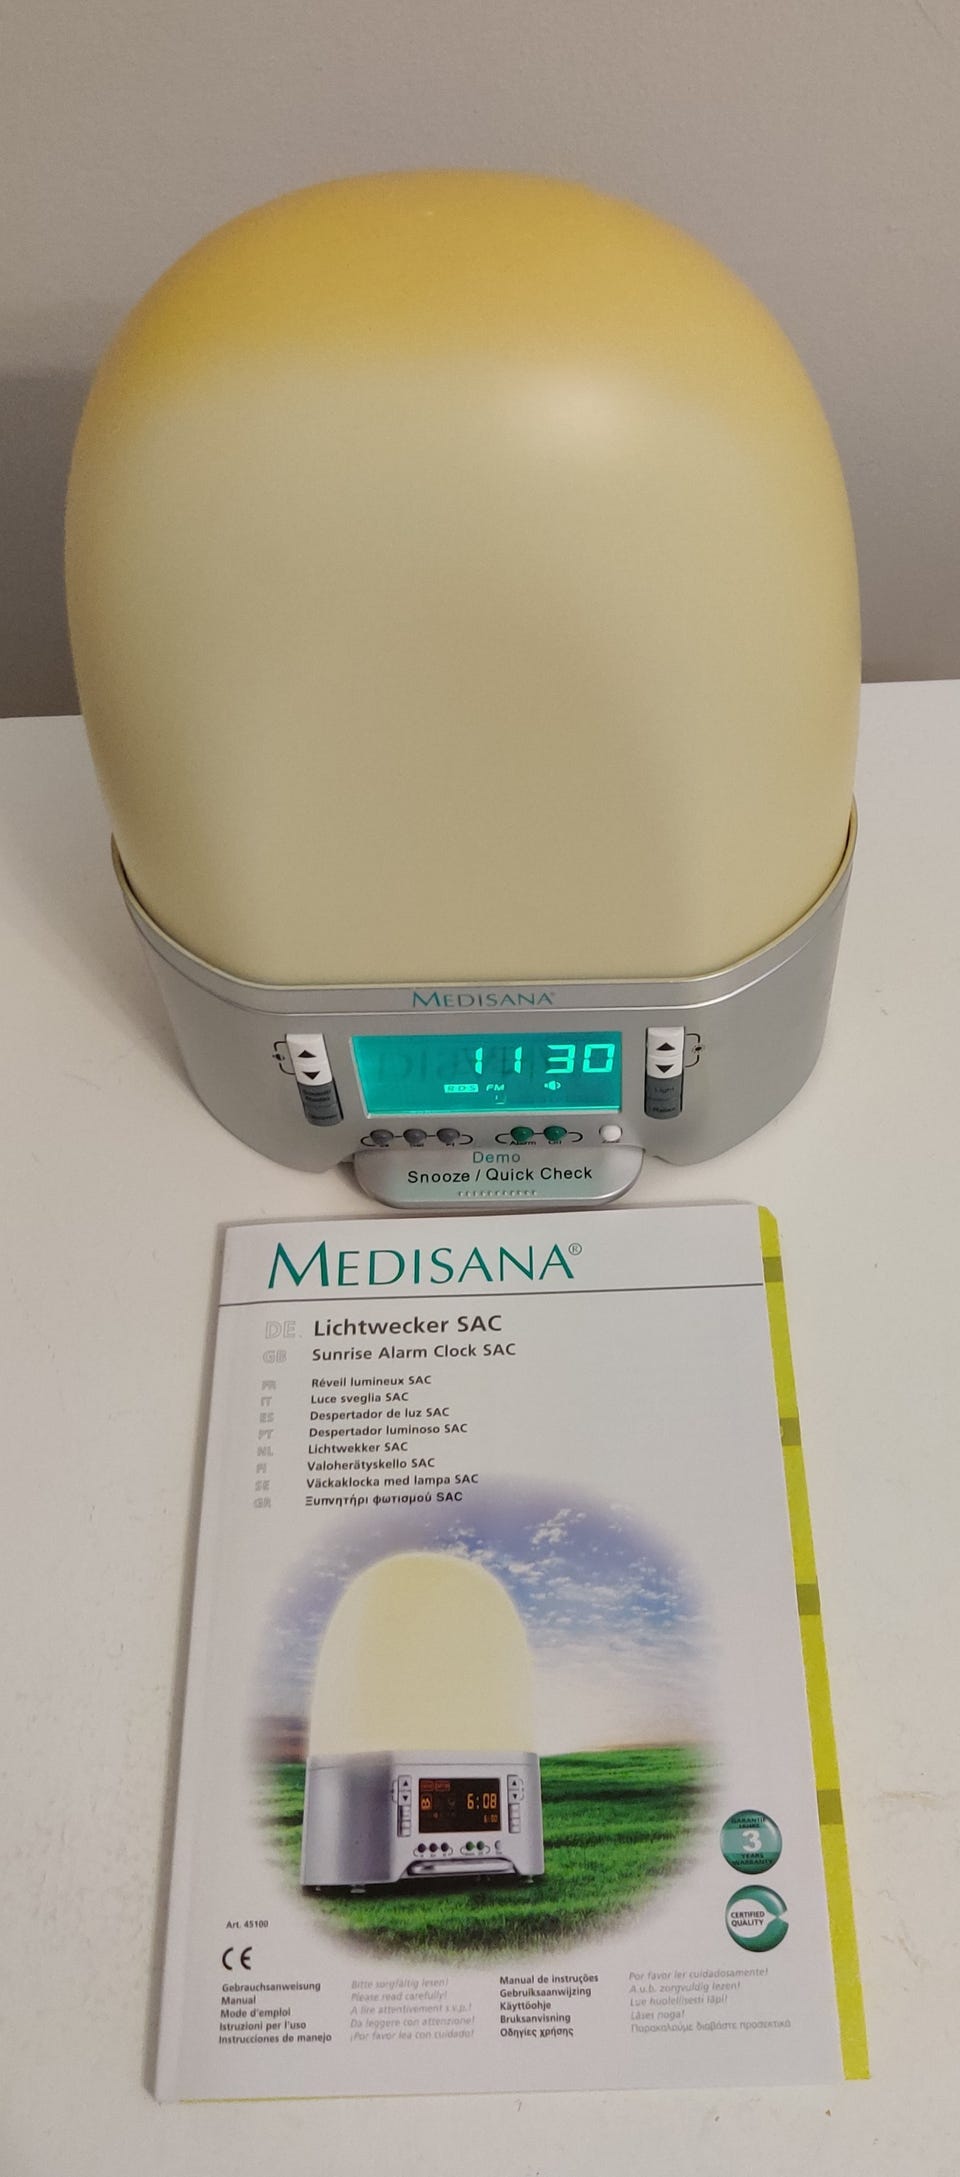 MEDISANA®
11 30
RDS FM
Light
Demo
Snooze / Quick Check
MEDISANA®
DE Lichtwecker SAC
GB Sunrise Alarm Clock SAC
FR Réveil lumineux SAC
IT Luce sveglia SAC
ES Despertador de luz SAC
PT Despertador luminoso SAC
NL Lichtwekker SAC
FI Valoherätyskello SAC
SE Väckaklocka med lampa SAC
GR Ξυπνητήρι φωτισμού SAC
6:08
6:00
3
YEARS
WARRANTY
CERTIFIED
QUALITY
Art. 45100
CE
Gebrauchsanweisung Bitte sorgfältig lesen!
Manual Please read carefully!
Mode d'emploi A lire attentivement s.v.p.!
Istruzioni per l'uso Da leggere con attenzione!
Instrucciones de manejo ¡Por favor lea con cuidado!
Manual de instruções Por favor ler cuidadosamente!
Gebruiksaanwijzing A.u.b. zorgvuldig lezen!
Käyttöohje Lue huolellisesti läpi!
Bruksanvisning Läses noga!
Οδηγίες χρήσης Παρακαλούμε διαβάστε προσεκτικά